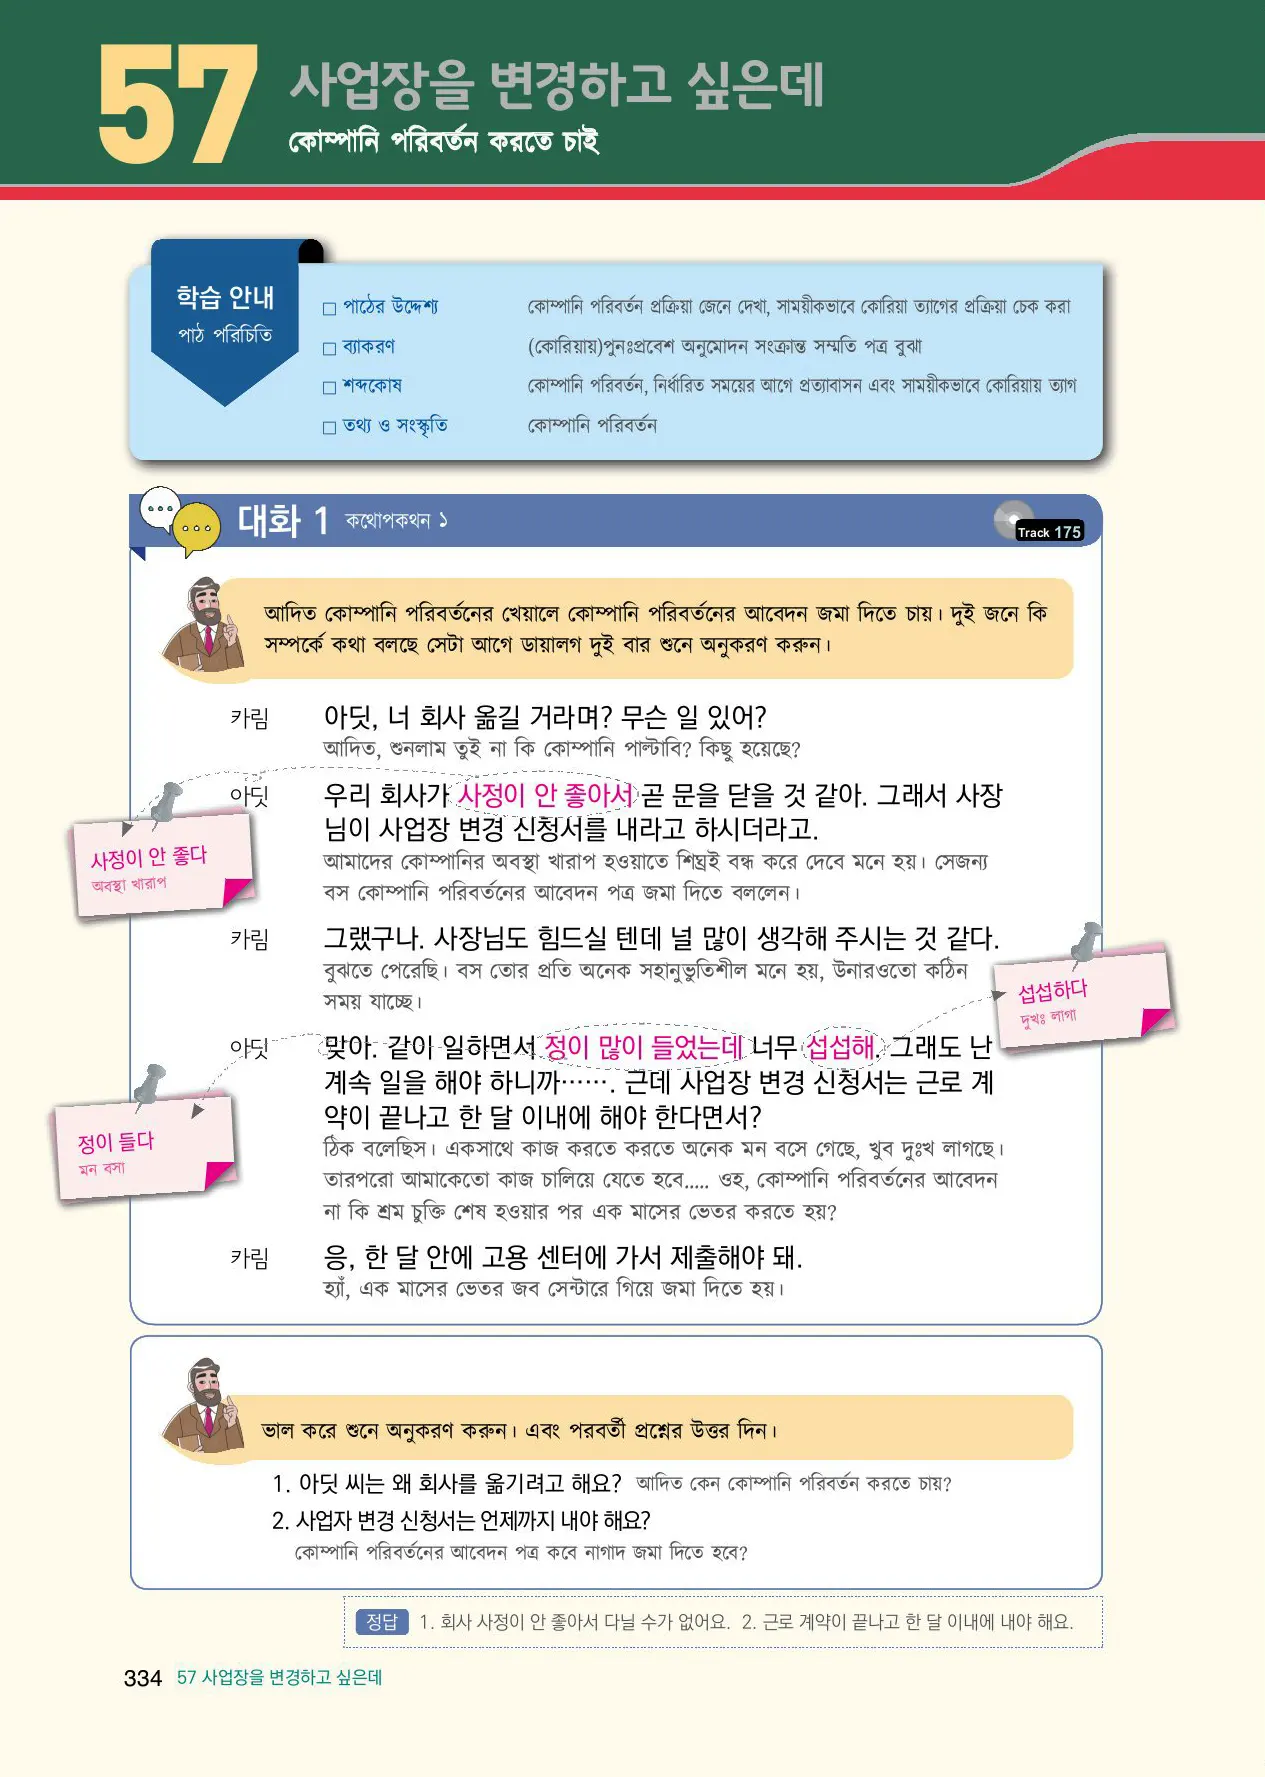 57
사업장을 변경하고 싶은데
কোম্পানি পরিবর্তন করতে চাই
학습 안내
পাঠ পরিচিতি
□ পাঠের উদ্দেশ্য কোম্পানি পরিবর্তন প্রক্রিয়া জেনে দেখা, সাময়ীকভাবে কোরিয়া ত্যাগের প্রক্রিয়া চেক করা
□ ব্যাকরণ (কোরিয়ায়)পুনঃপ্রবেশ অনুমোদন সংক্রান্ত সম্মতি পত্র বুঝা
□ শব্দকোষ কোম্পানি পরিবর্তন, নির্ধারিত সময়ের আগে প্রত্যাবাসন এবং সাময়ীকভাবে কোরিয়ায় ত্যাগ
□ তথ্য ও সংস্কৃতি কোম্পানি পরিবর্তন
대화 1 কথোপকথন ১
Track 175
আদিত কোম্পানি পরিবর্তনের খেয়ালে কোম্পানি পরিবর্তনের আবেদন জমা দিতে চায়। দুই জনে কি
সম্পর্কে কথা বলছে সেটা আগে ডায়ালগ দুই বার শুনে অনুকরণ করুন।
카림 아딧, 너 회사 옮길 거라며? 무슨 일 있어?
আদিত, শুনলাম তুই না কি কোম্পানি পাল্টাবি? কিছু হয়েছে?
아딧 우리 회사가 사정이 안 좋아서 곧 문을 닫을 것 같아. 그래서 사장
님이 사업장 변경 신청서를 내라고 하시더라고.
আমাদের কোম্পানির অবস্থা খারাপ হওয়াতে শিঘ্রই বন্ধ করে দেবে মনে হয়। সেজন্য
বস কোম্পানি পরিবর্তনের আবেদন পত্র জমা দিতে বললেন।
사정이 안 좋다
অবস্থা খারাপ
카림 그랬구나. 사장님도 힘드실 텐데 널 많이 생각해 주시는 것 같다.
বুঝতে পেরেছি। বস তোর প্রতি অনেক সহানুভুতিশীল মনে হয়, উনারওতো কঠিন
সময় যাচ্ছে।
섭섭하다
দুখঃ লাগা
아딧 맞아. 같이 일하면서 정이 많이 들었는데 너무 섭섭해. 그래도 난
계속 일을 해야 하니까……. 근데 사업장 변경 신청서는 근로 계
약이 끝나고 한 달 이내에 해야 한다면서?
ঠিক বলেছিস। একসাথে কাজ করতে করতে অনেক মন বসে গেছে, খুব দুঃখ লাগছে।
তারপরো আমাকেতো কাজ চালিয়ে যেতে হবে..... ওহ, কোম্পানি পরিবর্তনের আবেদন
না কি শ্রম চুক্তি শেষ হওয়ার পর এক মাসের ভেতর করতে হয়?
정이 들다
মন বসা
카림 응, 한 달 안에 고용 센터에 가서 제출해야 돼.
হ্যাঁ, এক মাসের ভেতর জব সেন্টারে গিয়ে জমা দিতে হয়।
ভাল করে শুনে অনুকরণ করুন। এবং পরবর্তী প্রশ্নের উত্তর দিন।
1. 아딧 씨는 왜 회사를 옮기려고 해요? আদিত কেন কোম্পানি পরিবর্তন করতে চায়?
2. 사업자 변경 신청서는 언제까지 내야 해요?
কোম্পানি পরিবর্তনের আবেদন পত্র কবে নাগাদ জমা দিতে হবে?
정답 1. 회사 사정이 안 좋아서 다닐 수가 없어요. 2. 근로 계약이 끝나고 한 달 이내에 내야 해요.
334 57 사업장을 변경하고 싶은데